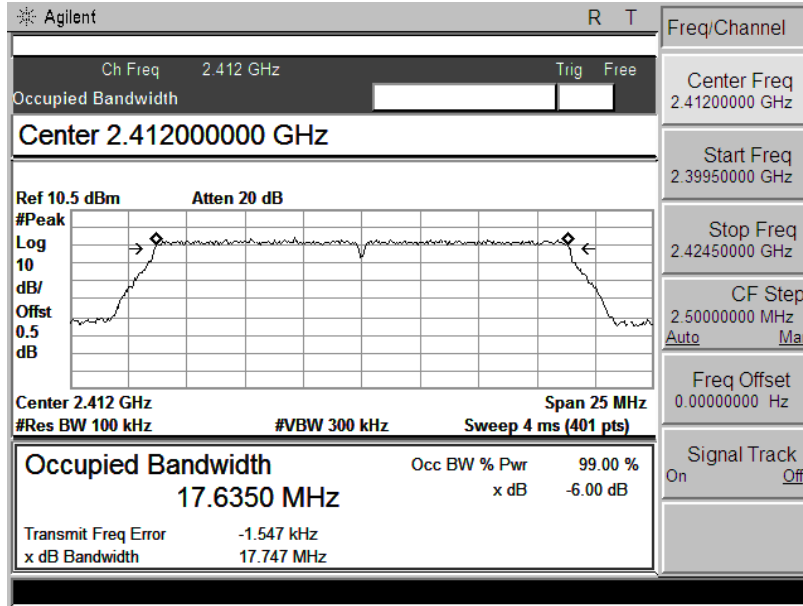 Agilent R T
Freq/Channel
Ch Freq 2.412 GHz Trig Free
Occupied Bandwidth
Center Freq
2.41200000 GHz
Center 2.412000000 GHz
Start Freq
2.39950000 GHz
Ref 10.5 dBm Atten 20 dB
#Peak
Log
10
dB/
Offst
0.5
dB
Stop Freq
2.42450000 GHz
CF Step
2.50000000 MHz
Auto Ma
Center 2.412 GHz Span 25 MHz
#Res BW 100 kHz #VBW 300 kHz Sweep 4 ms (401 pts)
Freq Offset
0.00000000 Hz
Occupied Bandwidth
17.6350 MHz
Occ BW % Pwr 99.00 %
x dB -6.00 dB
Transmit Freq Error -1.547 kHz
x dB Bandwidth 17.747 MHz
Signal Track
On Off